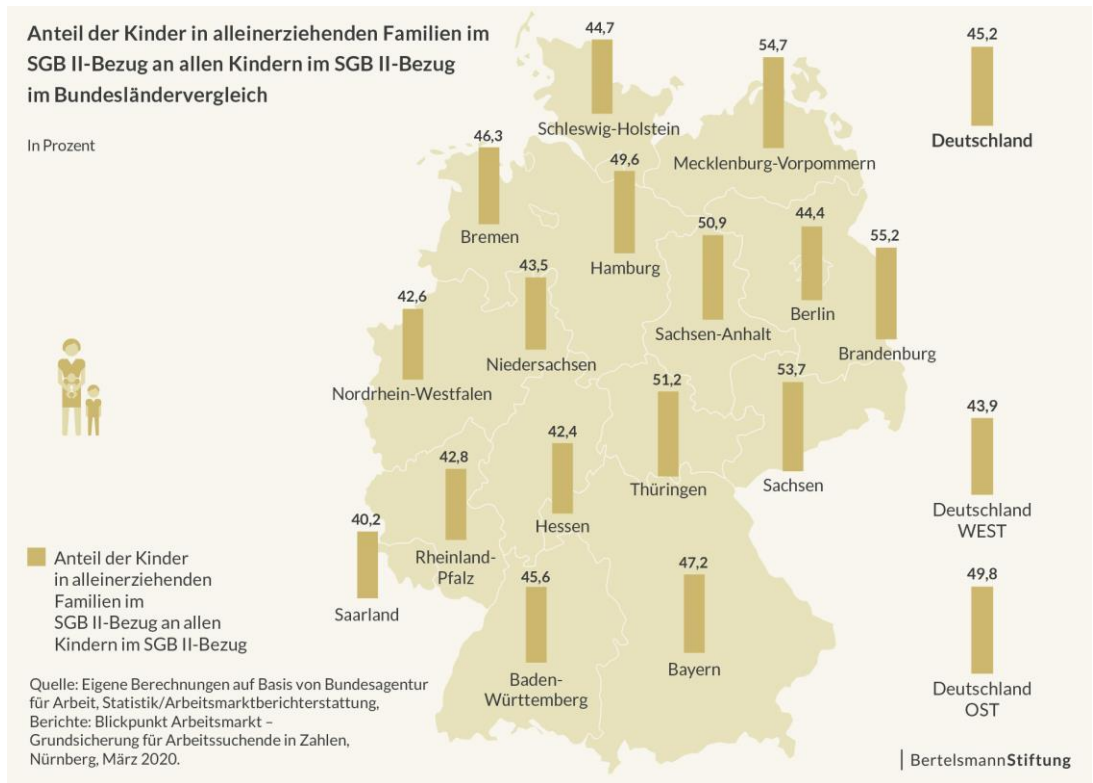 Anteil der Kinder in alleinerziehenden Familien im
SGB II-Bezug an allen Kindern im SGB II-Bezug
im Bundesländervergleich
In Prozent
44,7
Schleswig-Holstein
54,7
Mecklenburg-Vorpommern
45,2
Deutschland
46,3
Bremen
49,6
Hamburg
50,9
Sachsen-Anhalt
44,4
Berlin
55,2
Brandenburg
43,5
Niedersachsen
42,6
Nordrhein-Westfalen
51,2
Thüringen
53,7
Sachsen
42,4
Hessen
42,8
Rheinland-
Pfalz
40,2
Saarland
45,6
Baden-
Württemberg
47,2
Bayern
43,9
Deutschland
WEST
49,8
Deutschland
OST
Anteil der Kinder
in alleinerziehenden
Familien im
SGB II-Bezug an allen
Kindern im SGB II-Bezug
Quelle: Eigene Berechnungen auf Basis von Bundesagentur
für Arbeit, Statistik/Arbeitsmarktberichterstattung,
Berichte: Blickpunkt Arbeitsmarkt –
Grundsicherung für Arbeitssuchende in Zahlen,
Nürnberg, März 2020.
BertelsmannStiftung